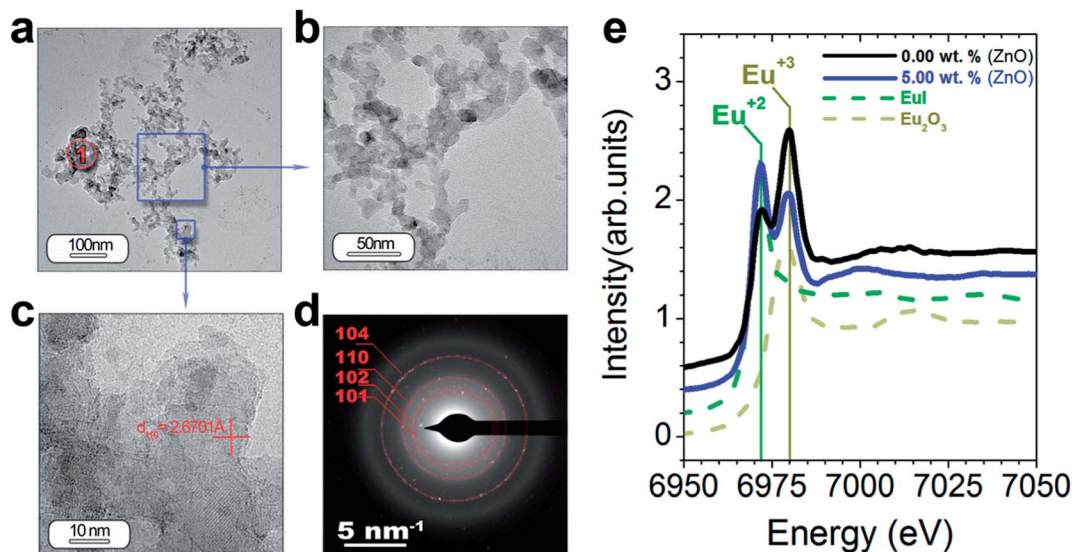 a
1
100nm
b
50nm
c
d₁₁₀ = 2.6701Å
10 nm
d
104
110
102
101
5 nm⁻¹
e
Intensity(arb.units)
3
2
1
0
Eu⁺²
Eu⁺³
0.00 wt. % (ZnO)
5.00 wt. % (ZnO)
EuI
Eu₂O₃
6950 6975 7000 7025 7050
Energy (eV)